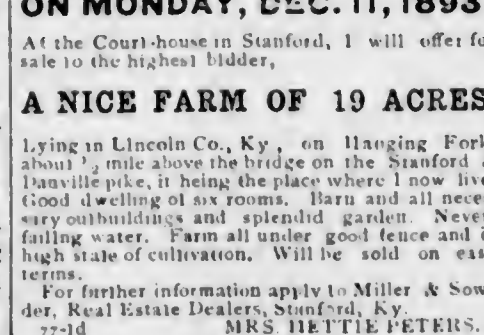 ON MONDAY, DEC. 11, 1893
At the Court-house in Stanford, I will offer fo
sale to the highest bidder,
A NICE FARM OF 19 ACRES
Lying in Lincoln Co., Ky, on Hanging Fork
about ½ mile above the bridge on the Stanford &
Danville pike, it being the place where I now live
Good dwelling of six rooms. Barn and all neces
sary outbuildings and splendid garden. Never
failing water. Farm all under good fence and
high state of cultivation. Will be sold on eas
terms.
For further information apply to Miller & Sow
der, Real Estate Dealers, Stanford, Ky.
77-1d MRS. HETTIE PETERS.